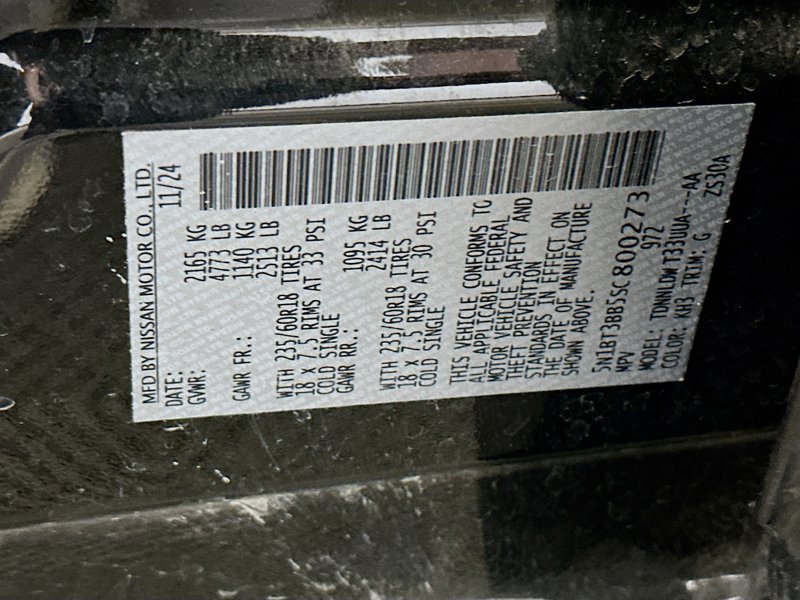 MFD BY NISSAN MOTOR CO., LTD.
DATE: 11/24
GVWR: 2165 KG
4773 LB
GAWR FR.: 1140 KG
2513 LB
WITH 235/60R18 TIRES
18 X 7.5 RIMS AT 33 PSI
COLD SINGLE
GAWR RR.: 1095 KG
2414 LB
WITH 235/60R18 TIRES
18 X 7.5 RIMS AT 30 PSI
COLD SINGLE
THIS VEHICLE CONFORMS TO
ALL APPLICABLE FEDERAL
MOTOR VEHICLE SAFETY AND
THEFT PREVENTION
STANDARDS IN EFFECT ON
THE DATE OF MANUFACTURE
SHOWN ABOVE.
5N1BT3BB5SC800273
MPV 972
MODEL: TDNNLDWT33UUA---AA
COLOR: KH3 TRIM: G ZS30A